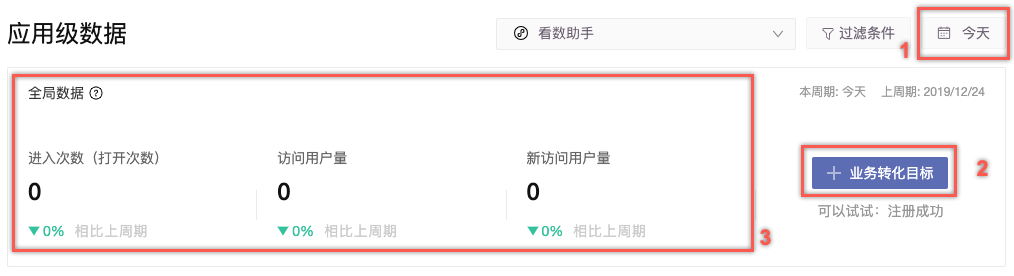 应用级数据
看数助手
过滤条件
今天
1
全局数据
本周期: 今天 上周期: 2019/12/24
进入次数（打开次数） 访问用户量 新访问用户量
0 0 0
0% 相比上周期 0% 相比上周期 0% 相比上周期
业务转化目标
2
可以试试：注册成功
3